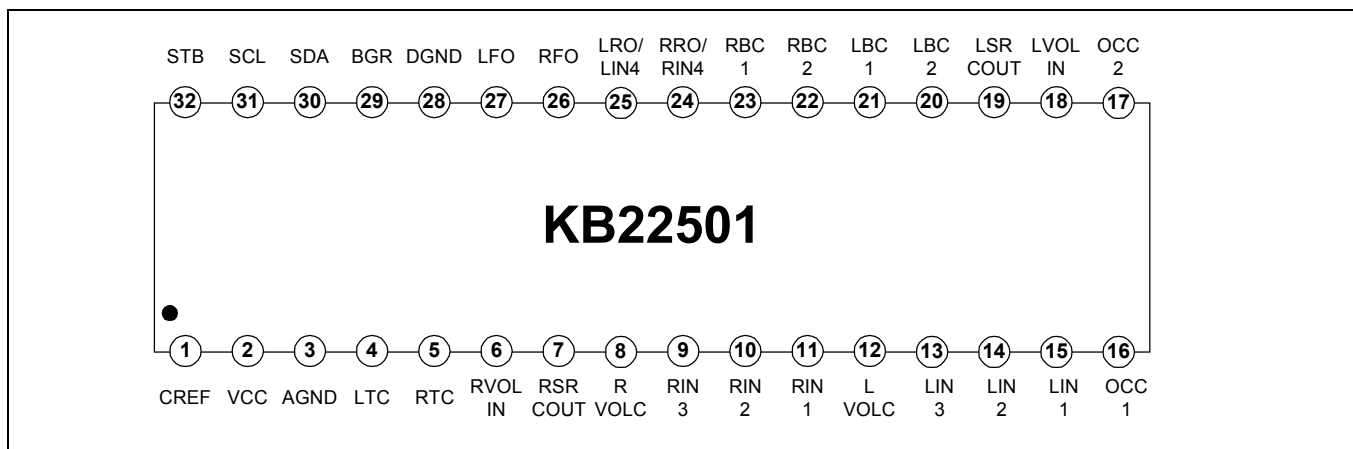 STB SCL SDA BGR DGND LFO RFO LRO/ RRO/ RBC RBC LBC LBC LSR LVOL OCC
LIN4 RIN4 1 2 1 2 COUT IN 2
32 31 30 29 28 27 26 25 24 23 22 21 20 19 18 17
KB22501
1 2 3 4 5 6 7 8 9 10 11 12 13 14 15 16
CREF VCC AGND LTC RTC RVOL RSR R RIN RIN RIN L LIN LIN LIN OCC
IN COUT VOLC 3 2 1 VOLC 3 2 1 1